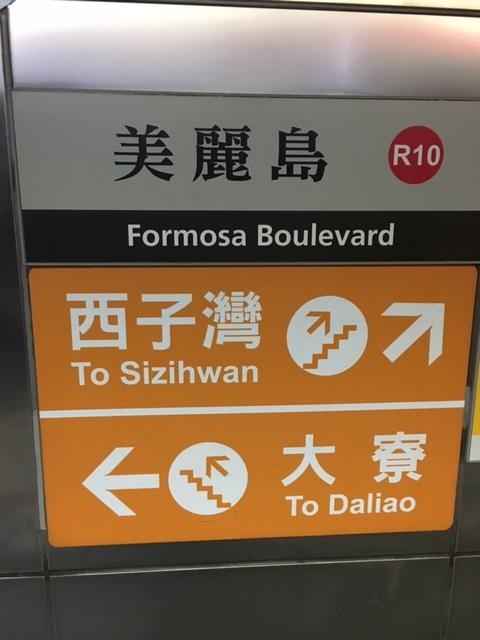 美麗島 R10
Formosa Boulevard
西子灣
To Sizihwan
大寮
To Daliao